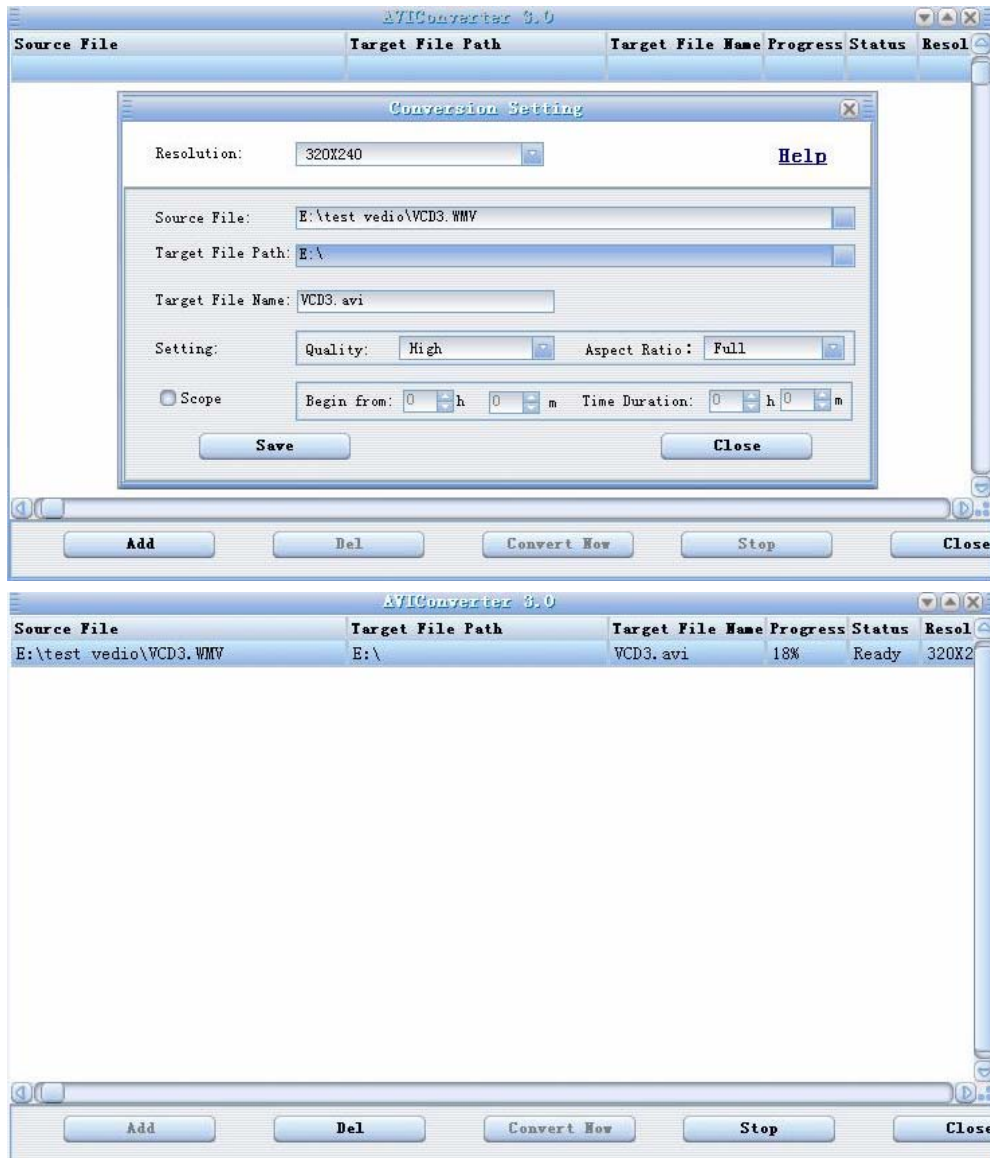 AVIConverter 3.0
Source File Target File Path Target File Name Progress Status Resol
Conversion Setting
Resolution: 320X240 Help
Source File: E:\test vedio\VCD3.WMV
Target File Path: E:\
Target File Name: VCD3.avi
Setting: Quality: High Aspect Ratio: Full
Scope Begin from: 0 h 0 m Time Duration: 0 h 0 m
Save Close
Add Del Convert Now Stop Close
AVIConverter 3.0
Source File Target File Path Target File Name Progress Status Resol
E:\test vedio\VCD3.WMV E:\ VCD3.avi 18% Ready 320X2
Add Del Convert Now Stop Close